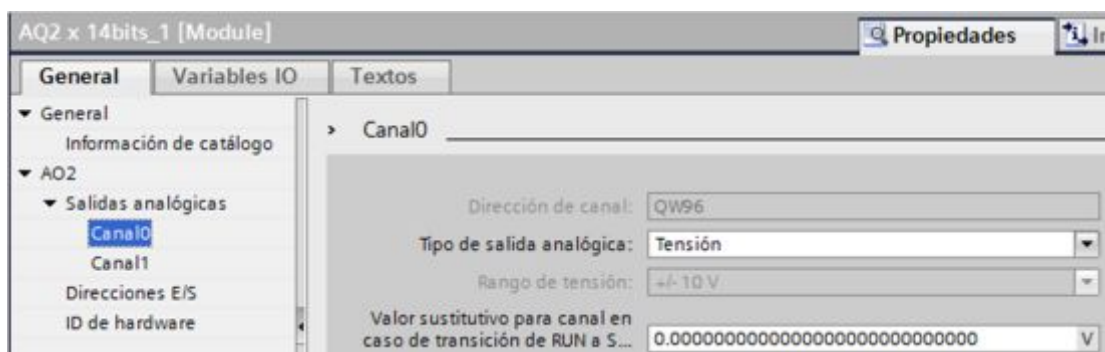 AQ2 x 14bits_1 [Module]
Propiedades
General
Variables IO
Textos
General
Información de catálogo
AO2
Salidas analógicas
Canal0
Canal1
Direcciones E/S
ID de hardware
Canal0
Dirección de canal: QW96
Tipo de salida analógica: Tensión
Rango de tensión: +/- 10 V
Valor sustitutivo para canal en
caso de transición de RUN a S... 0.0000000000000000000000000000 V